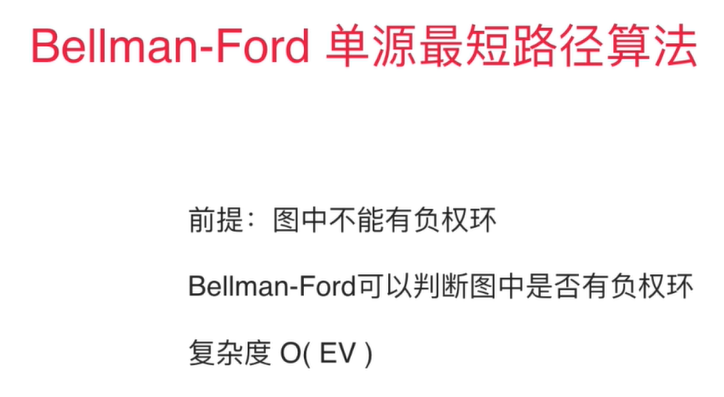 Bellman-Ford 单源最短路径算法
前提：图中不能有负权环
Bellman-Ford可以判断图中是否有负权环
复杂度 O( EV )